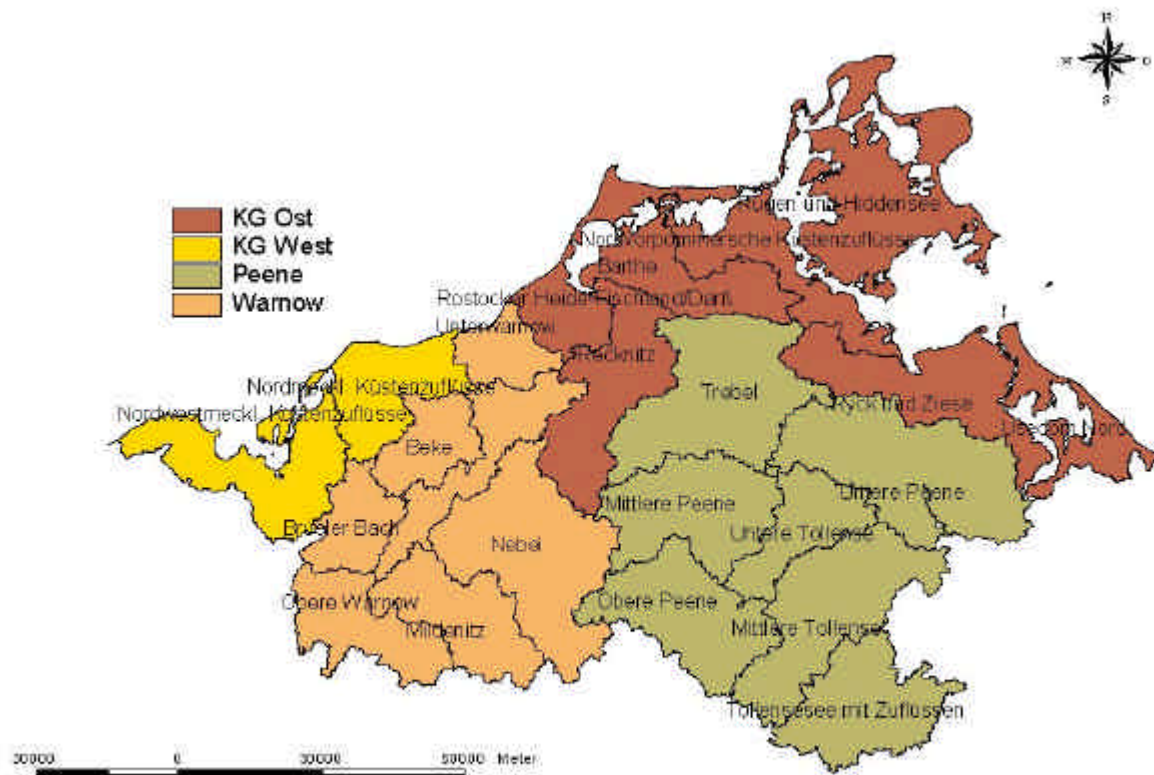 N
W O
S
KG Ost
KG West
Peene
Warnow
Rügen und Hiddensee
Nordvorpommersche Küstenzuflüsse
Barthe
Rostocker Heide/Fischland/Darß
Unterwarnow
Recknitz
Nordmeckl. Küstenzuflüsse
Trebel
Nordwestmeckl. Küstenzuflüsse
Ryck und Ziese
Usedom Nord
Beke
Mittlere Peene
Untere Peene
Brueler Bach
Untere Tollense
Nebel
Obere Warnow
Obere Peene
Mildenitz
Mittlere Tollense
Tollensesee mit Zuflüssen
30000 0 30000 Meter